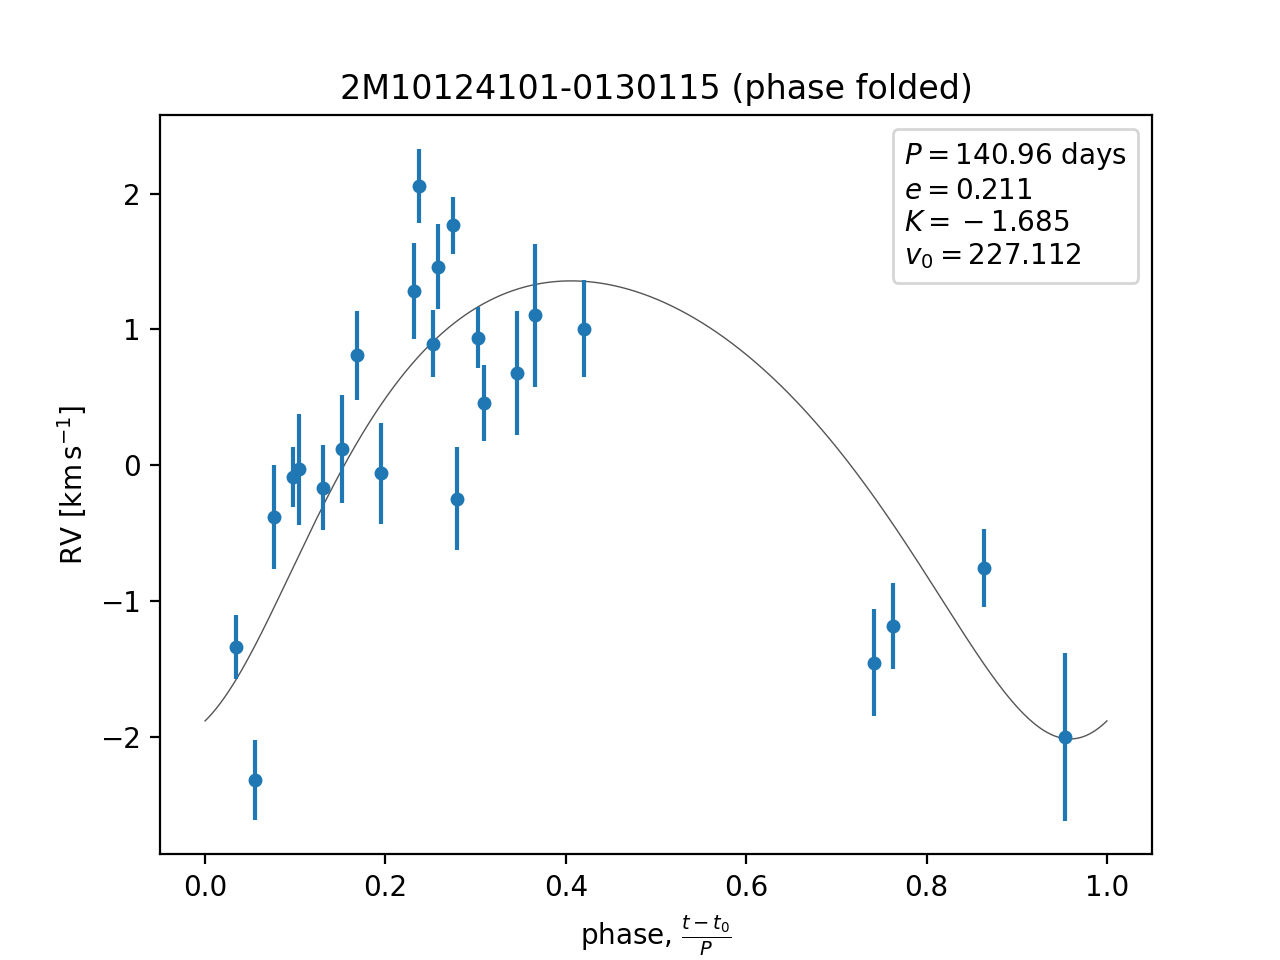 2M10124101-0130115 (phase folded)
P = 140.96 days
e = 0.211
K = −1.685
v₀ = 227.112
RV [km s⁻¹]
2
1
0
−1
−2
0.0 0.2 0.4 0.6 0.8 1.0
phase, (t − t₀)/P